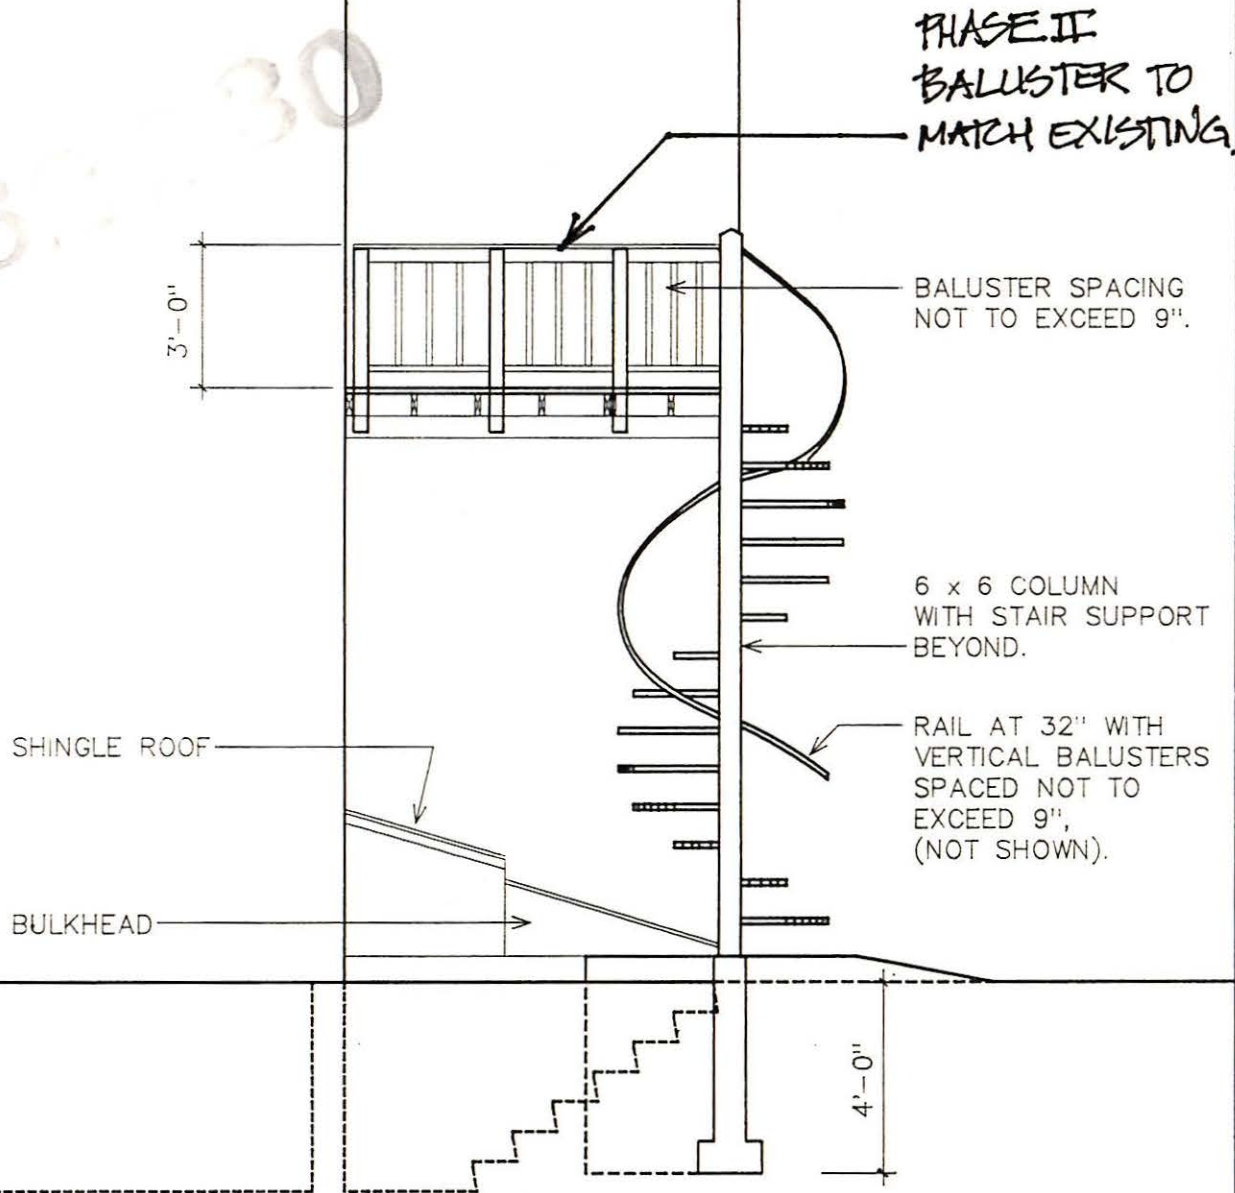 30
PHASE II
BALUSTER TO
MATCH EXISTING.
3'-0"
BALUSTER SPACING
NOT TO EXCEED 9".
6 x 6 COLUMN
WITH STAIR SUPPORT
BEYOND.
RAIL AT 32" WITH
VERTICAL BALUSTERS
SPACED NOT TO
EXCEED 9",
(NOT SHOWN).
SHINGLE ROOF
BULKHEAD
4'-0"